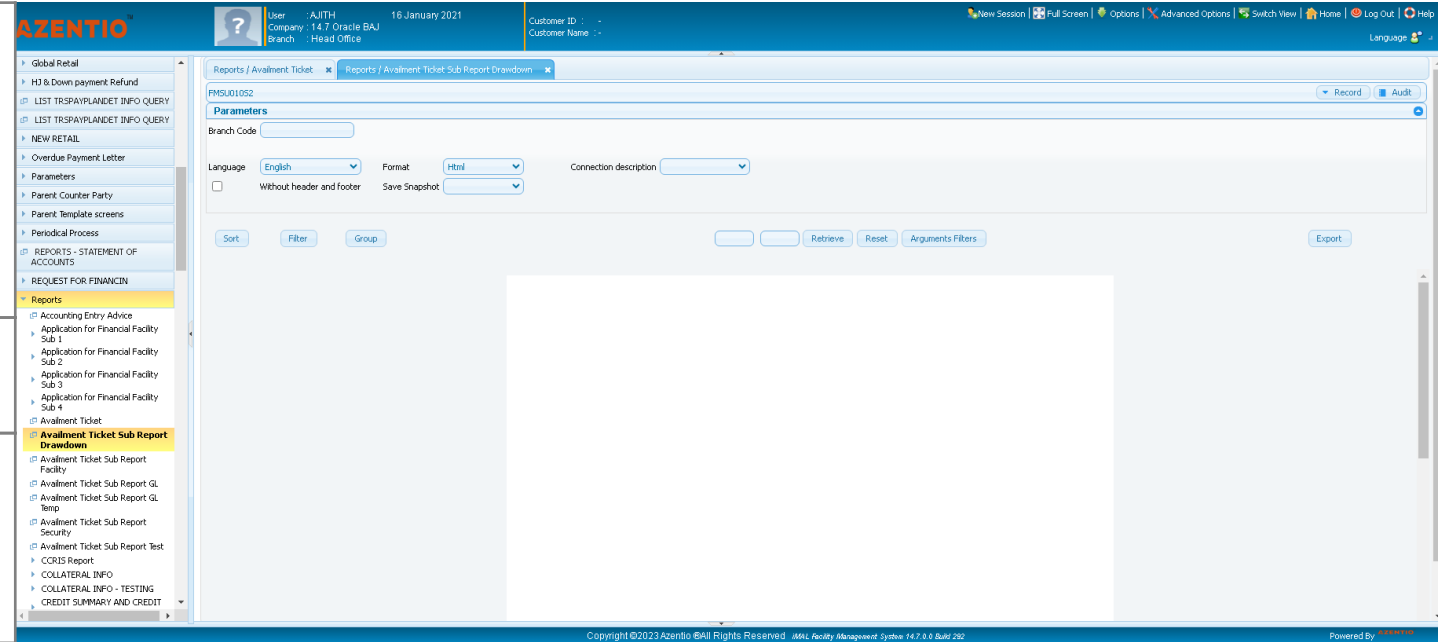 AZENTIO
User : AJITH 16 January 2021
Company : 14.7 Oracle BAJ
Branch : Head Office
Customer ID : -
Customer Name : -
New Session | Full Screen | Options | Advanced Options | Switch View | Home | Log Out | Help
Language
Global Retail
HJ & Down payment Refund
LIST TRSPAYPLANDET INFO QUERY
LIST TRSPAYPLANDET INFO QUERY
NEW RETAIL
Overdue Payment Letter
Parameters
Parent Counter Party
Parent Template screens
Periodical Process
REPORTS - STATEMENT OF
ACCOUNTS
REQUEST FOR FINANCIN
Reports
Accounting Entry Advice
Application for Financial Facility
Sub 1
Application for Financial Facility
Sub 2
Application for Financial Facility
Sub 3
Application for Financial Facility
Sub 4
Availment Ticket
Availment Ticket Sub Report
Drawdown
Availment Ticket Sub Report
Facility
Availment Ticket Sub Report GL
Availment Ticket Sub Report GL
Temp
Availment Ticket Sub Report
Security
Availment Ticket Sub Report Test
CCRIS Report
COLLATERAL INFO
COLLATERAL INFO - TESTING
CREDIT SUMMARY AND CREDIT
Reports / Availment Ticket
Reports / Availment Ticket Sub Report Drawdown
FMSU010S2
Record Audit
Parameters
Branch Code
Language English Format Html Connection description
Without header and footer Save Snapshot
Sort Filter Group Retrieve Reset Arguments Filters Export
Copyright ©2023 Azentio ®All Rights Reserved iMAL Facility Management System 14.7.0.0 Build 292
Powered By AZENTIO